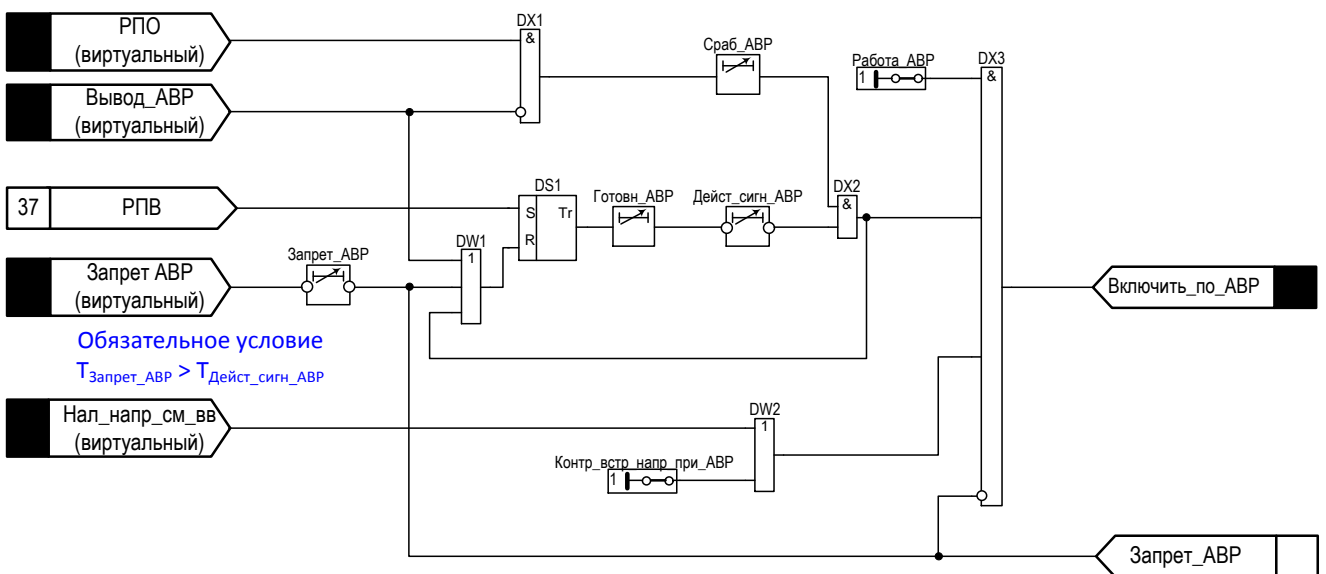 РПО
(виртуальный)
DX1
&
Сраб_АВР
Работа_АВР
1
DX3
&
Вывод_АВР
(виртуальный)
37
РПВ
DS1
S
Tr
R
Готовн_АВР
Дейст_сигн_АВР
DX2
&
Запрет АВР
(виртуальный)
Запрет_АВР
DW1
1
Включить_по_АВР
Обязательное условие
TЗапрет_АВР > TДейст_сигн_АВР
Нал_напр_см_вв
(виртуальный)
DW2
1
Контр_встр_напр_при_АВР
1
Запрет_АВР